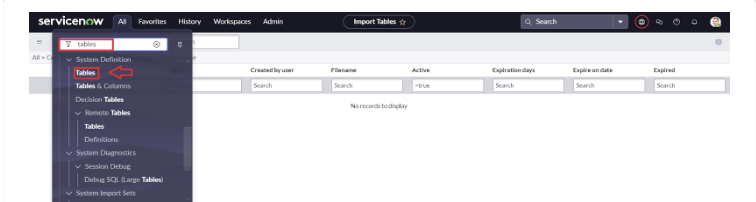 servicenow All Favorites History Workspaces Admin Import Tables Search
tables
All >
System Definition
Tables
Created by user Filename Active Expiration days Expire on date Expired
Tables & Columns
Search Search =true Search Search Search
Decision Tables
No records to display
Remote Tables
Tables
Definitions
System Diagnostics
Session Debug
Debug SQL (Large Tables)
System Import Sets